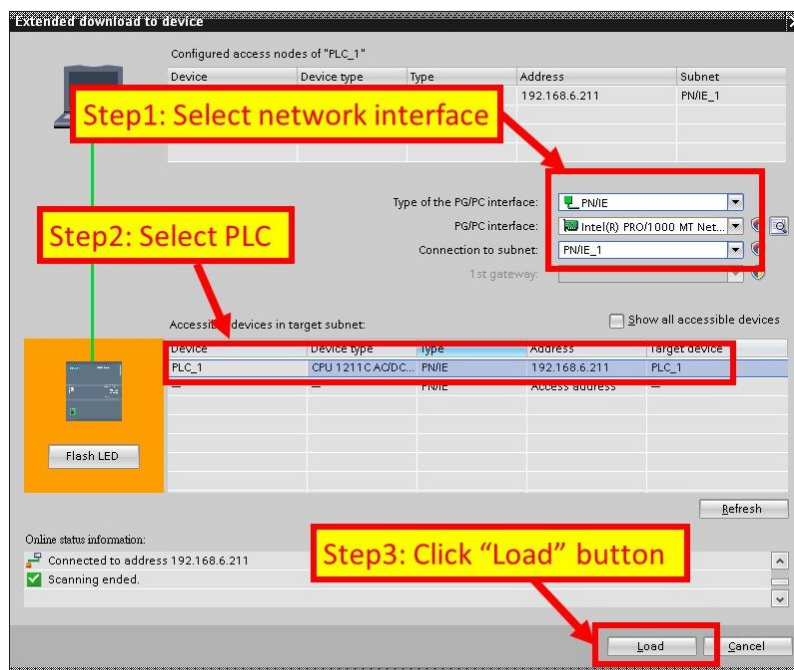 Extended download to device
Configured access nodes of "PLC_1"
Device Device type Type Address Subnet
192.168.6.211 PN/IE_1
Step1: Select network interface
Type of the PG/PC interface: PN/IE
PG/PC interface: Intel(R) PRO/1000 MT Net...
Step2: Select PLC
Connection to subnet: PN/IE_1
1st gateway:
Accessible devices in target subnet:
Show all accessible devices
Device Device type Type Address Target device
PLC_1 CPU 1211C AC/DC... PN/IE 192.168.6.211 PLC_1
— — PN/IE Access address —
Flash LED
Refresh
Online status information:
Connected to address 192.168.6.211
Scanning ended.
Step3: Click “Load” button
Load Cancel